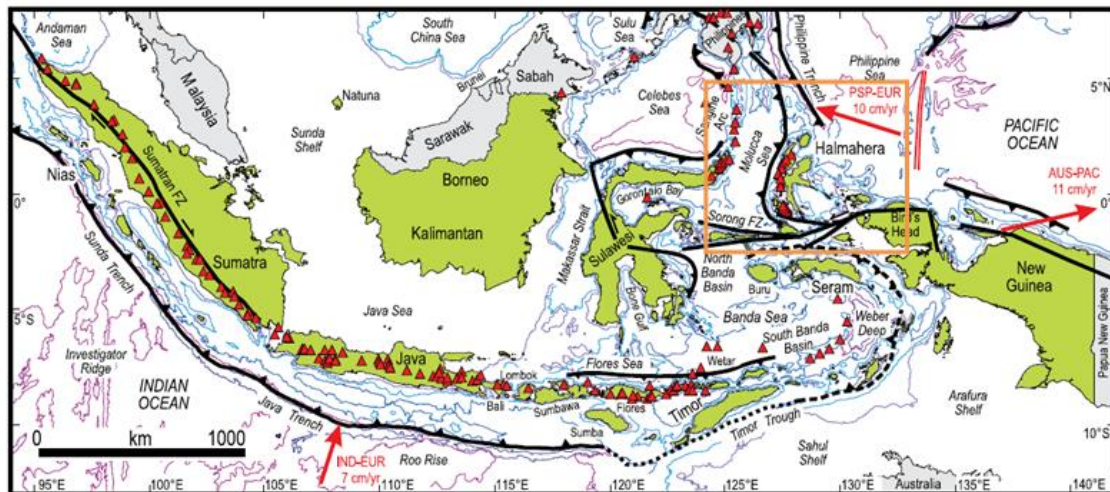 Andaman
Sea
South
China Sea
Sulu
Sea
Philippines
Philippine Trench
Philippine
Sea
Malaysia
Brunei
Sabah
Natuna
Celebes
Sea
Sangihe
Arc
PSP-EUR
10 cm/yr
5°N
PACIFIC
OCEAN
Sunda
Shelf
Sarawak
Molucca
Sea
Halmahera
AUS-PAC
11 cm/yr
Nias
Sumatran FZ
Borneo
Gorontalo Bay
0°
0°
Kalimantan
Makassar Strait
Sulawesi
Sorong FZ
Bird's
Head
Sunda Trench
Sumatra
North
Banda
Basin
Buru
Seram
New
Guinea
Bone Gulf
Java Sea
Banda Sea
Weber
Deep
5°S
South Banda
Basin
Investigator
Ridge
Java
Flores Sea
Wetar
Papua New Guinea
Lombok
Bali
Sumbawa
Flores
Timor
Arafura
Shelf
INDIAN
OCEAN
Java Trench
Sumba
Timor Trough
10°S
0 km 1000
IND-EUR
7 cm/yr
Roo Rise
Sahul
Shelf
Australia
95°E 100°E 105°E 110°E 115°E 120°E 125°E 130°E 135°E 140°E